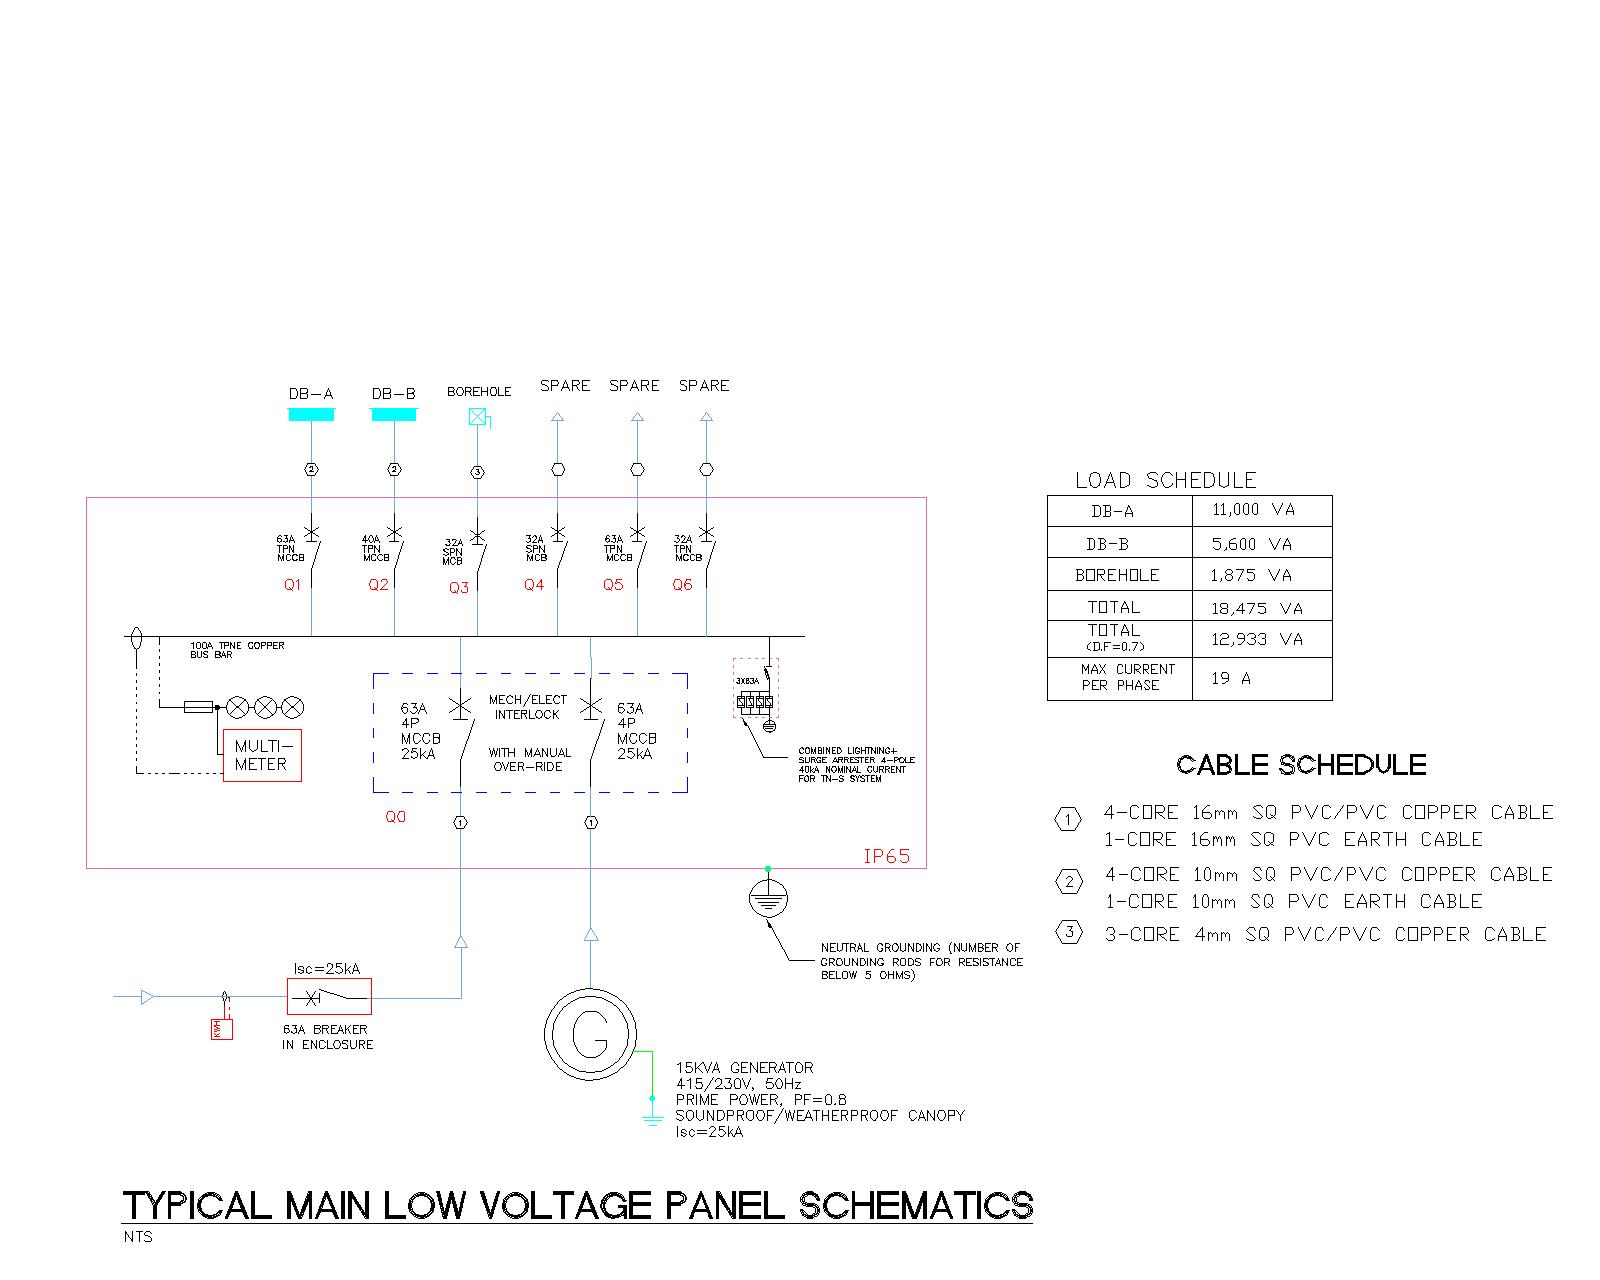 DB-A
DB-B
BOREHOLE
SPARE
SPARE
SPARE
2
2
3
63A
TPN
MCCB
Q1
40A
TPN
MCCB
Q2
32A
SPN
MCB
Q3
32A
SPN
MCB
Q4
63A
TPN
MCCB
Q5
32A
TPN
MCCB
Q6
100A TPNE COPPER
BUS BAR
MULTI-
METER
63A
4P
MCCB
25kA
MECH/ELECT
INTERLOCK
WITH MANUAL
OVER-RIDE
63A
4P
MCCB
25kA
3X63A
COMBINED LIGHTNING+
SURGE ARRESTER 4-POLE
40kA NOMINAL CURRENT
FOR TN-S SYSTEM
Q0
1
1
IP65
NEUTRAL GROUNDING (NUMBER OF
GROUNDING RODS FOR RESISTANCE
BELOW 5 OHMS)
Isc=25kA
KWH
63A BREAKER
IN ENCLOSURE
G
15KVA GENERATOR
415/230V, 50Hz
PRIME POWER, PF=0.8
SOUNDPROOF/WEATHERPROOF CANOPY
Isc=25kA
LOAD SCHEDULE
DB-A 11,000 VA
DB-B 5,600 VA
BOREHOLE 1,875 VA
TOTAL 18,475 VA
TOTAL
(D.F=0.7) 12,933 VA
MAX CURRENT
PER PHASE 19 A
CABLE SCHEDULE
1 4-CORE 16mm SQ PVC/PVC COPPER CABLE
1-CORE 16mm SQ PVC EARTH CABLE
2 4-CORE 10mm SQ PVC/PVC COPPER CABLE
1-CORE 10mm SQ PVC EARTH CABLE
3 3-CORE 4mm SQ PVC/PVC COPPER CABLE
TYPICAL MAIN LOW VOLTAGE PANEL SCHEMATICS
NTS